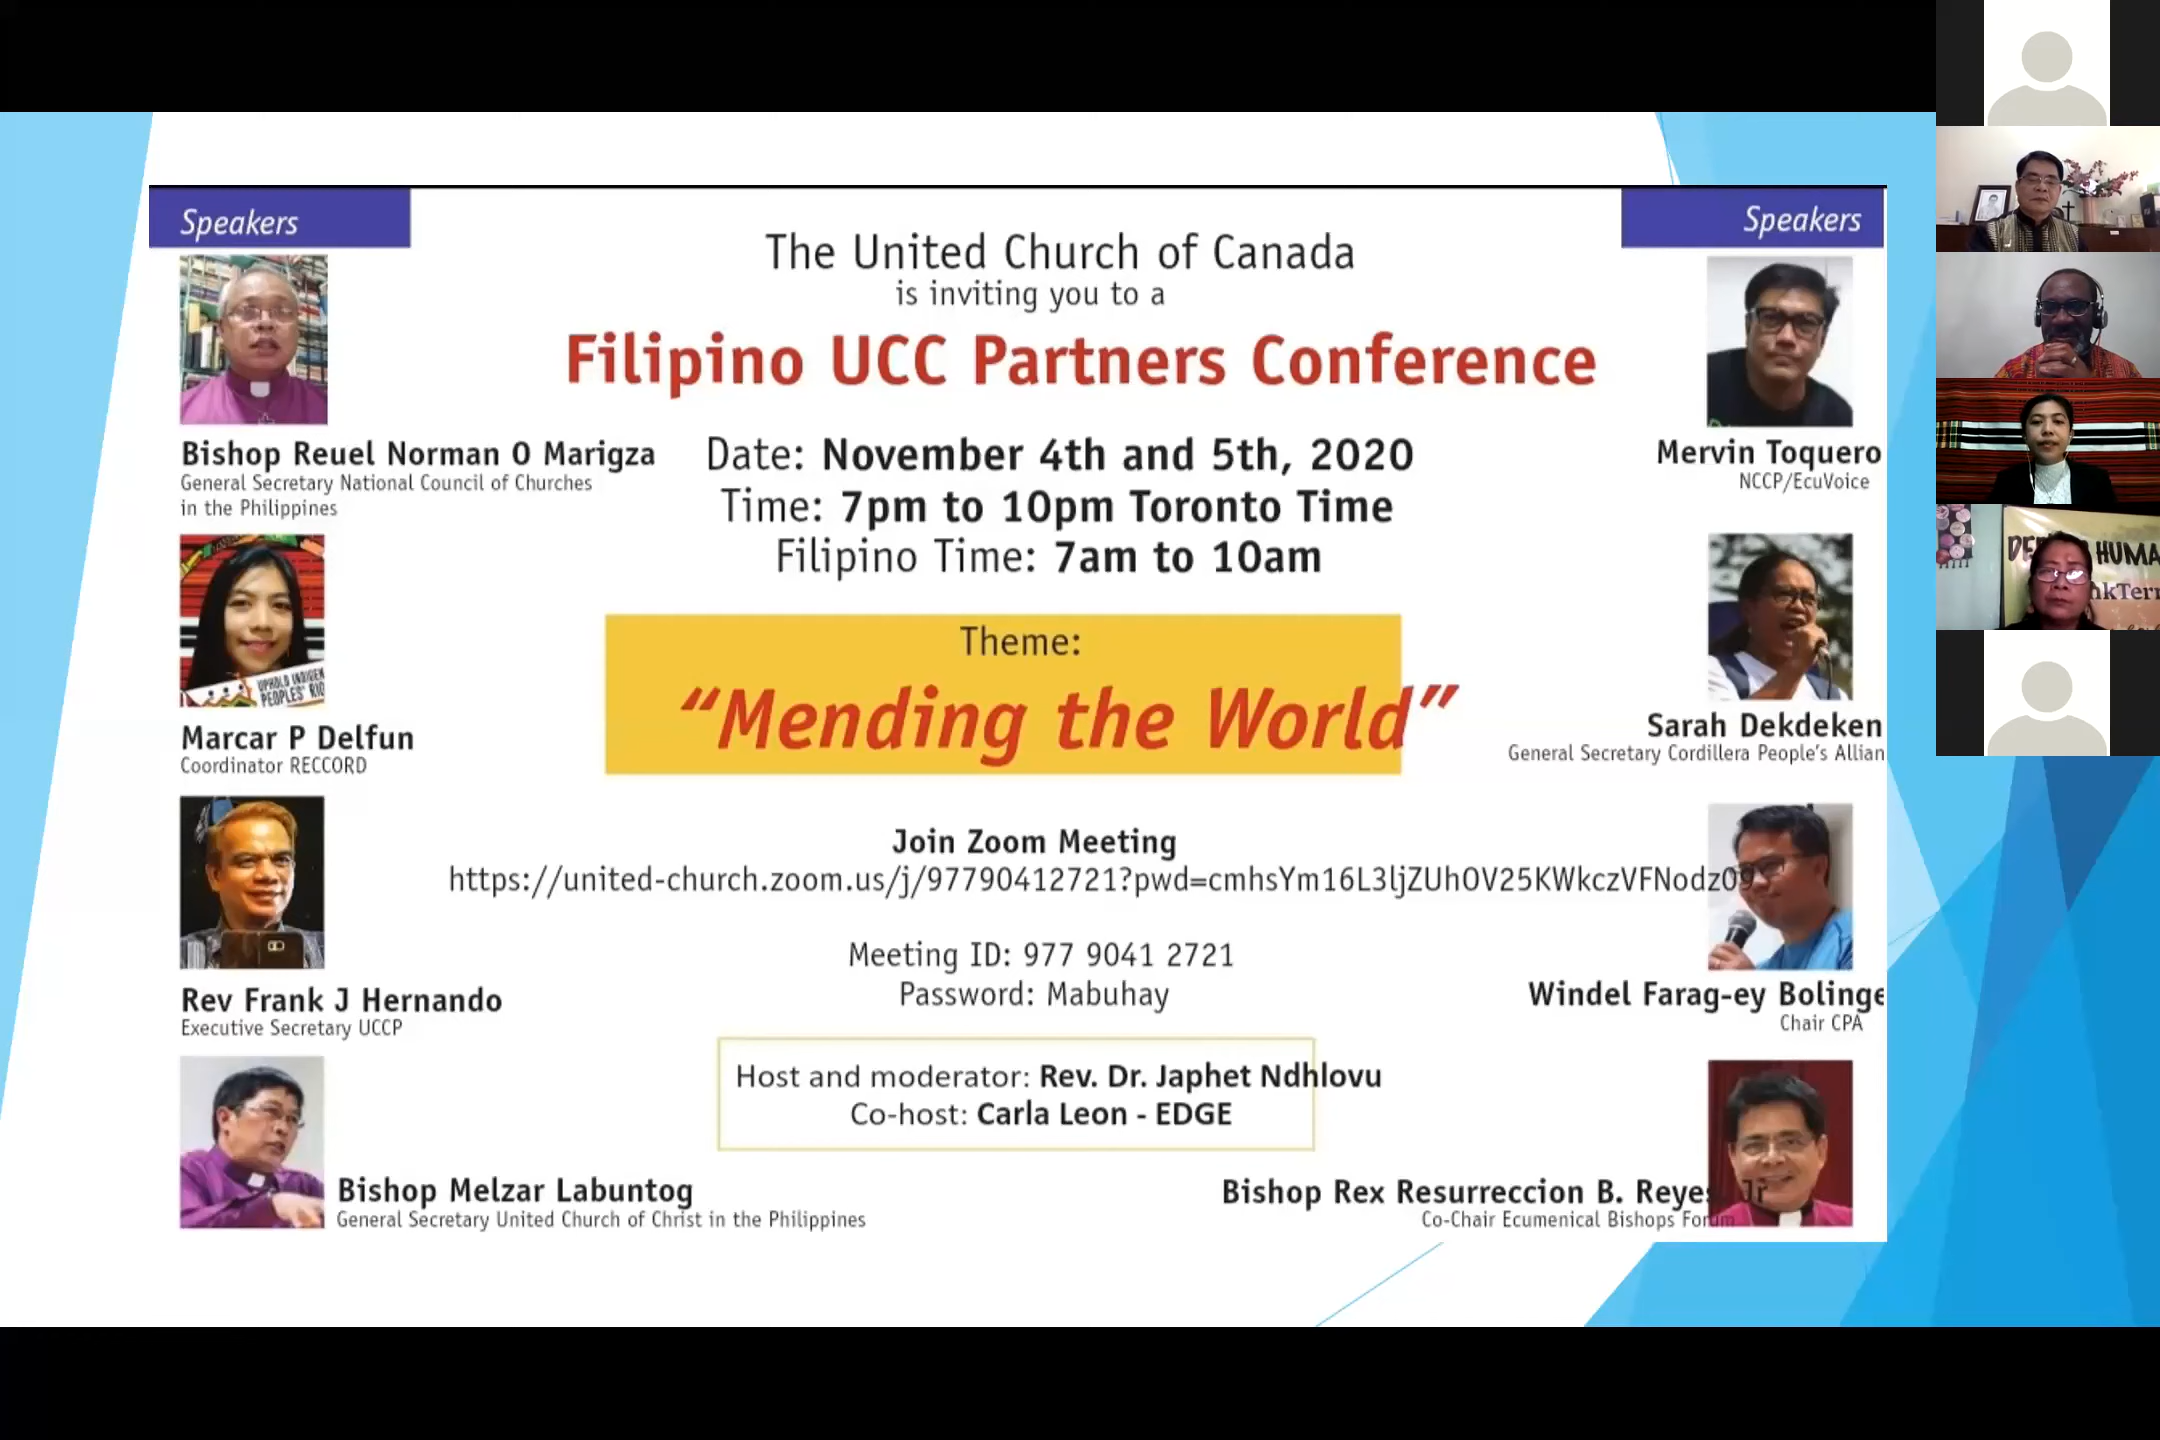 Speakers
Speakers
The United Church of Canada
is inviting you to a
Filipino UCC Partners Conference
Date: November 4th and 5th, 2020
Time: 7pm to 10pm Toronto Time
Filipino Time: 7am to 10am
Theme:
“Mending the World”
Join Zoom Meeting
https://united-church.zoom.us/j/97790412721?pwd=cmhsYm16L3ljZUhOV25KWkczVFNodz09
Meeting ID: 977 9041 2721
Password: Mabuhay
Host and moderator: Rev. Dr. Japhet Ndhlovu
Co-host: Carla Leon - EDGE
Bishop Reuel Norman O Marigza
General Secretary National Council of Churches
in the Philippines
UPHOLD INDIGEN
PEOPLES' RIG
Marcar P Delfun
Coordinator RECCORD
Rev Frank J Hernando
Executive Secretary UCCP
Bishop Melzar Labuntog
General Secretary United Church of Christ in the Philippines
Mervin Toquero
NCCP/EcuVoice
Sarah Dekdeken
General Secretary Cordillera People's Allian
Windel Farag-ey Bolinge
Chair CPA
Bishop Rex Resurreccion B. Reyes Jr
Co-Chair Ecumenical Bishops Forum
HUMA
nkTerr